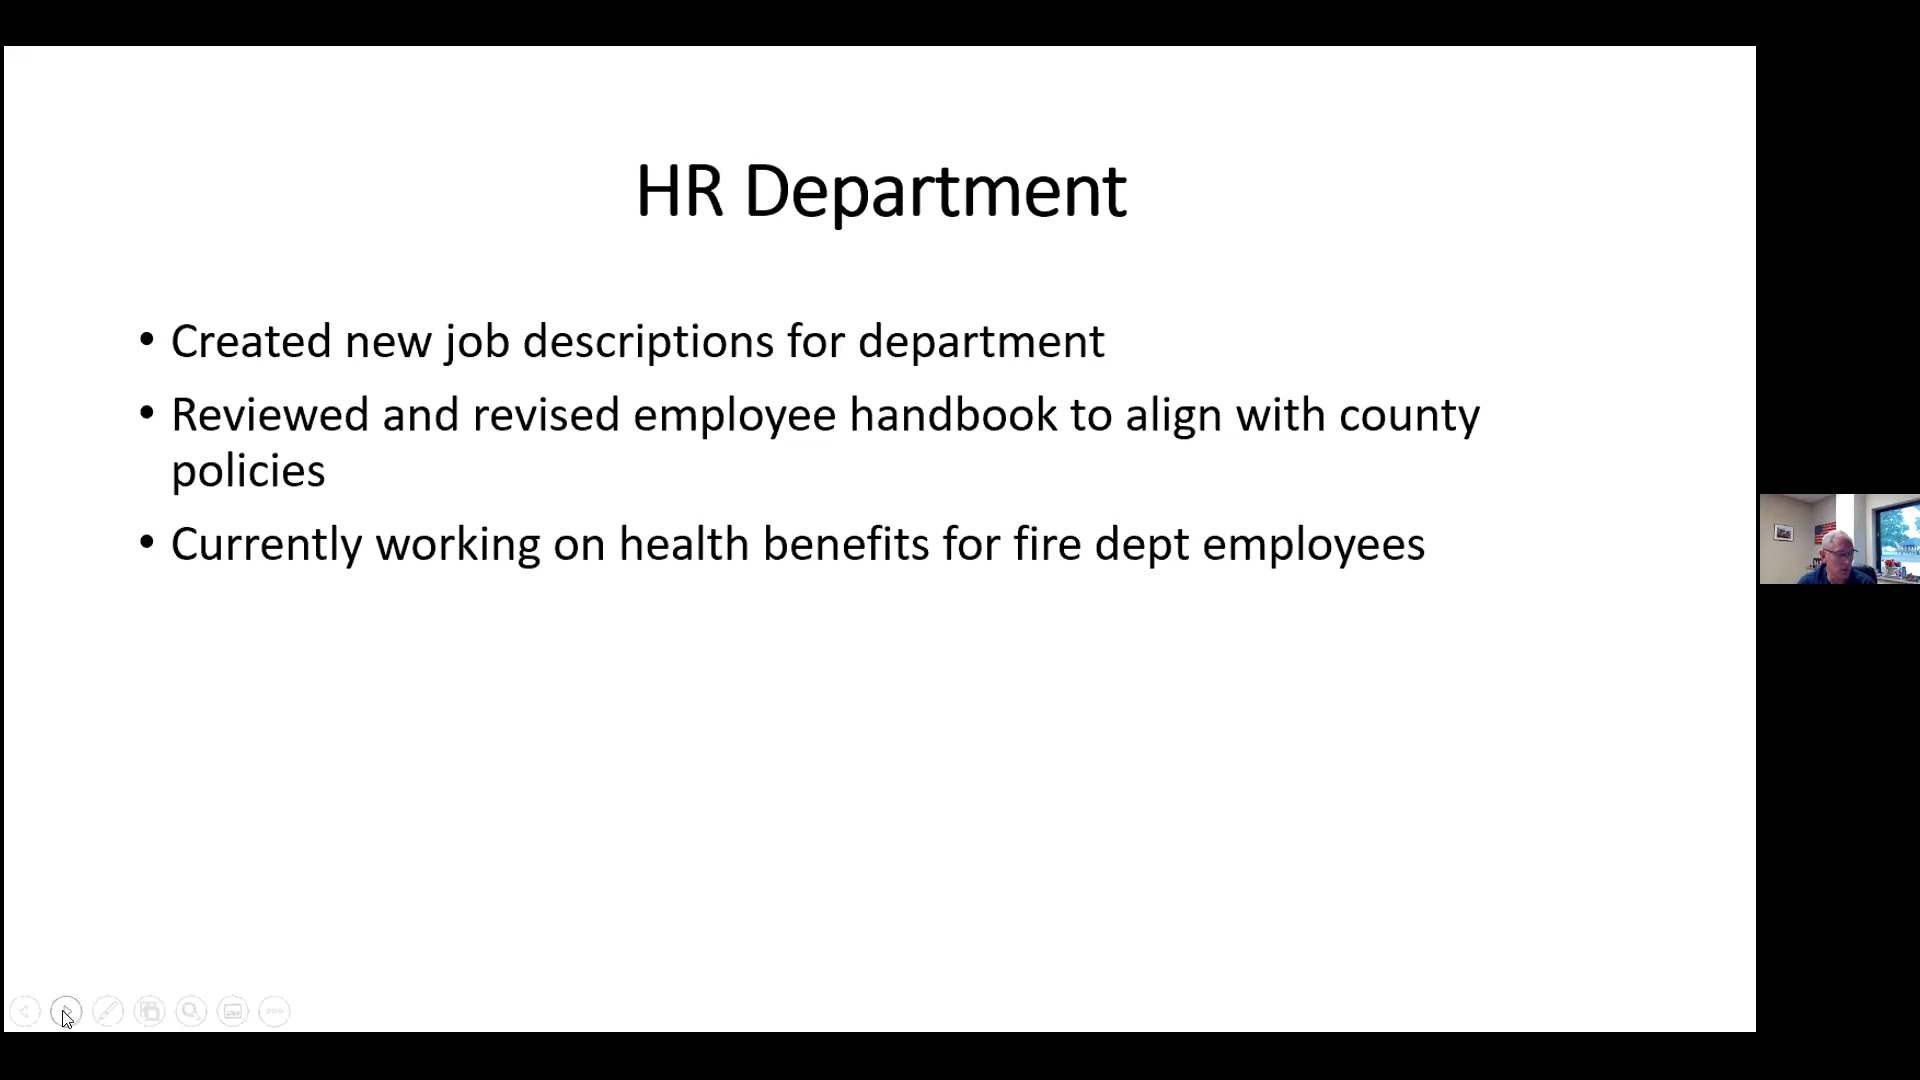 HR Department
• Created new job descriptions for department
• Reviewed and revised employee handbook to align with county
policies
• Currently working on health benefits for fire dept employees